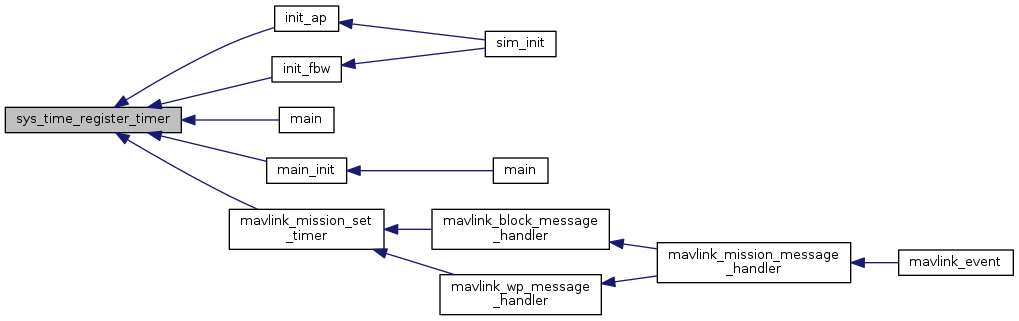 init_ap
sim_init
init_fbw
sys_time_register_timer
main
main_init
main
mavlink_mission_set
_timer
mavlink_block_message
_handler
mavlink_mission_message
_handler
mavlink_event
mavlink_wp_message
_handler